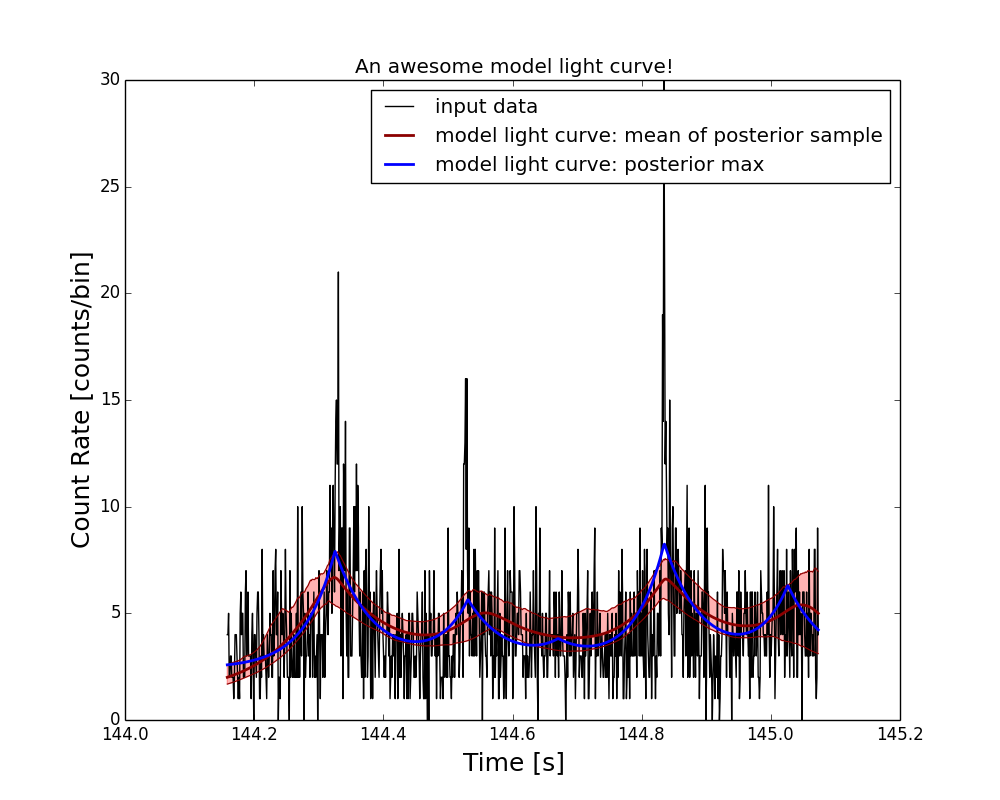 An awesome model light curve!
input data
model light curve: mean of posterior sample
model light curve: posterior max
Count Rate [counts/bin]
30
25
20
15
10
5
0
144.0 144.2 144.4 144.6 144.8 145.0 145.2
Time [s]